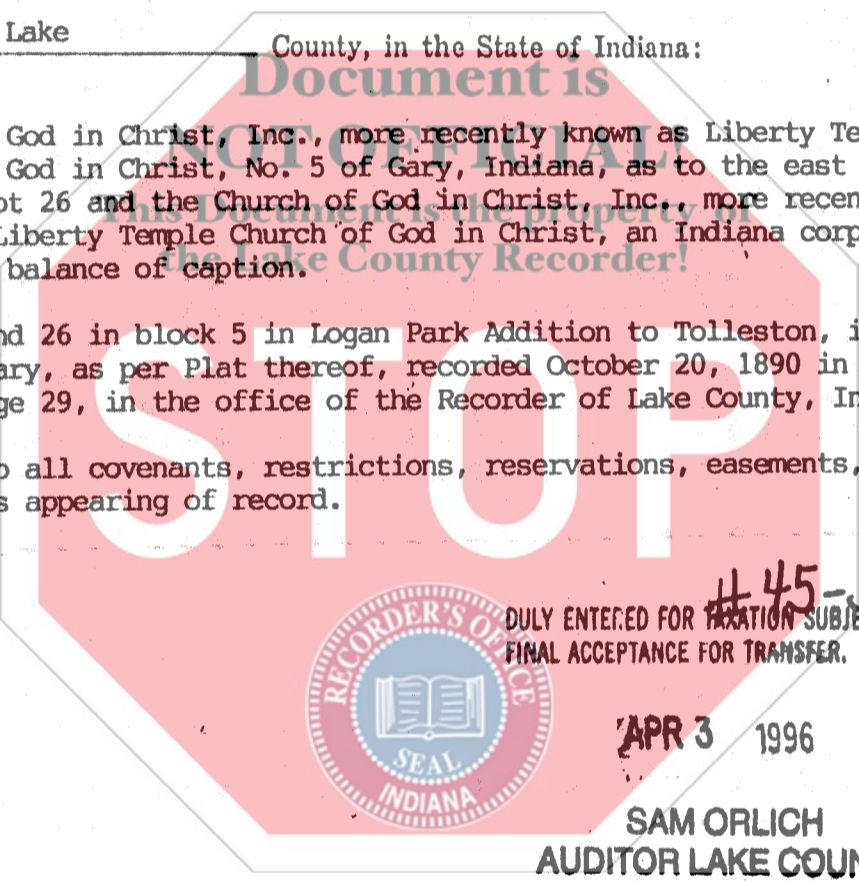 Lake County, in the State of Indiana:
Document is
NOT OFFICIAL!
This Document is the property of
the Lake County Recorder!
God in Christ, Inc., more recently known as Liberty Te
God in Christ, No. 5 of Gary, Indiana, as to the east
ot 26 and the Church of God in Christ, Inc., more recen
Liberty Temple Church of God in Christ, an Indiana corp
balance of caption.
nd 26 in block 5 in Logan Park Addition to Tolleston, i
ary, as per Plat thereof, recorded October 20, 1890 in
ge 29, in the office of the Recorder of Lake County, In
o all covenants, restrictions, reservations, easements,
s appearing of record.
STOP
# 45-
DULY ENTERED FOR TAXATION SUBJE
FINAL ACCEPTANCE FOR TRANSFER.
RECORDER'S OFFICE
SEAL
INDIANA
APR 3 1996
SAM ORLICH
AUDITOR LAKE COUN